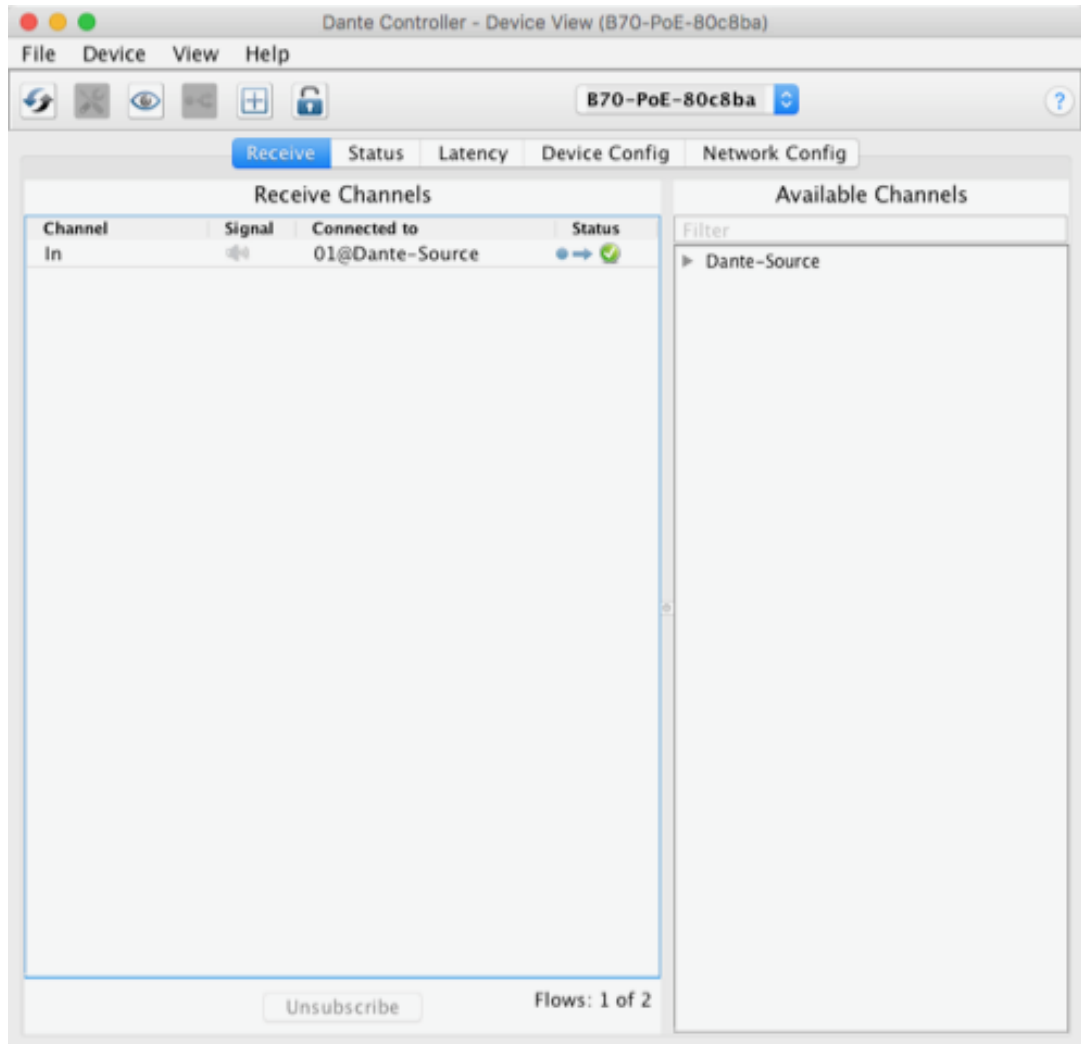 Dante Controller - Device View (B70-PoE-80c8ba)
File Device View Help
B70-PoE-80c8ba ?
Receive Status Latency Device Config Network Config
Receive Channels
Channel Signal Connected to Status
In 01@Dante-Source
Unsubscribe Flows: 1 of 2
Available Channels
Filter
Dante-Source